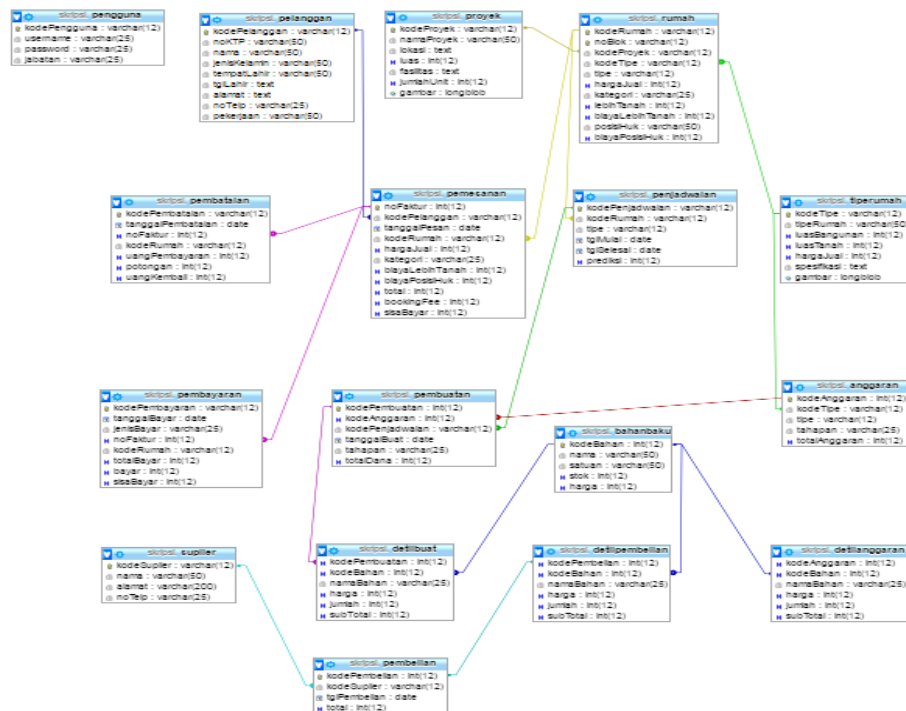 skripsi pengguna
kodePengguna : varchar(12)
username : varchar(25)
password : varchar(25)
jabatan : varchar(25)
skripsi pelanggan
kodePelanggan : varchar(12)
noKTP : varchar(50)
nama : varchar(50)
jenisKelamin : varchar(50)
tempatLahir : varchar(50)
tglLahir : text
alamat : text
noTelp : varchar(25)
pekerjaan : varchar(50)
skripsi proyek
kodeProyek : varchar(12)
namaProyek : varchar(50)
lokasi : text
luas : int(12)
fasilitas : text
jumlahUnit : int(12)
gambar : longblob
skripsi rumah
kodeRumah : varchar(12)
noBlok : varchar(12)
kodeProyek : varchar(12)
kodeTipe : varchar(12)
tipe : varchar(12)
hargaJual : int(12)
kategori : varchar(25)
lebihTanah : int(12)
biayaLebihTanah : int(12)
posisiHuk : varchar(50)
biayaPosisiHuk : int(12)
skripsi pembatalan
kodePembatalan : varchar(12)
tanggalPembatalan : date
noFaktur : int(12)
kodeRumah : varchar(12)
uangPembayaran : int(12)
potongan : int(12)
uangKembali : int(12)
skripsi pemesanan
noFaktur : int(12)
kodePelanggan : varchar(12)
tanggalPesan : date
kodeRumah : varchar(12)
hargaJual : int(12)
kategori : varchar(25)
biayaLebihTanah : int(12)
biayaPosisiHuk : int(12)
total : int(12)
bookingFee : int(12)
sisaBayar : int(12)
skripsi penjadwalan
kodePenjadwalan : varchar(12)
kodeRumah : varchar(12)
tipe : varchar(12)
tglMulai : date
tglSelesai : date
prediksi : int(12)
skripsi tiperumah
kodeTipe : varchar(12)
tipeRumah : varchar(50
luasBangunan : int(12)
luasTanah : int(12)
hargaJual : int(12)
spesifikasi : text
gambar : longblob
skripsi pembayaran
kodePembayaran : varchar(12)
tanggalBayar : date
jenisBayar : varchar(25)
noFaktur : int(12)
kodeRumah : varchar(12)
totalBayar : int(12)
bayar : int(12)
sisaBayar : int(12)
skripsi pembuatan
kodePembuatan : int(12)
kodeAnggaran : int(12)
kodePenjadwalan : varchar(12)
tanggalBuat : date
tahapan : varchar(25)
totalDana : int(12)
skripsi anggaran
kodeAnggaran : int(12)
kodeTipe : varchar(12)
tipe : varchar(12)
tahapan : varchar(25)
totalAnggaran : int(12)
skripsi bahanbaku
kodeBahan : int(12)
nama : varchar(50)
satuan : varchar(50)
stok : int(12)
harga : int(12)
skripsi suplier
kodeSuplier : varchar(12)
nama : varchar(50)
alamat : varchar(200)
noTelp : varchar(25)
skripsi detilbuat
kodePembuatan : int(12)
kodeBahan : int(12)
namaBahan : varchar(25)
harga : int(12)
jumlah : int(12)
subTotal : int(12)
skripsi detilpembelian
kodePembelian : int(12)
kodeBahan : int(12)
namaBahan : varchar(25)
harga : int(12)
jumlah : int(12)
subTotal : int(12)
skripsi detilanggaran
kodeAnggaran : int(12)
kodeBahan : int(12)
namaBahan : varchar(25)
harga : int(12)
jumlah : int(12)
subTotal : int(12)
skripsi pembelian
kodePembelian : int(12)
kodeSuplier : varchar(12)
tglPembelian : date
total : int(12)